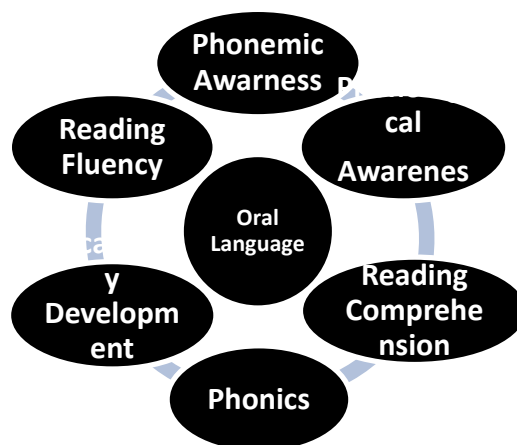 Phonemic
Awarness
cal
Awarenes
Reading
Comprehe
nsion
Phonics
y
Developm
ent
Reading
Fluency
Oral
Language